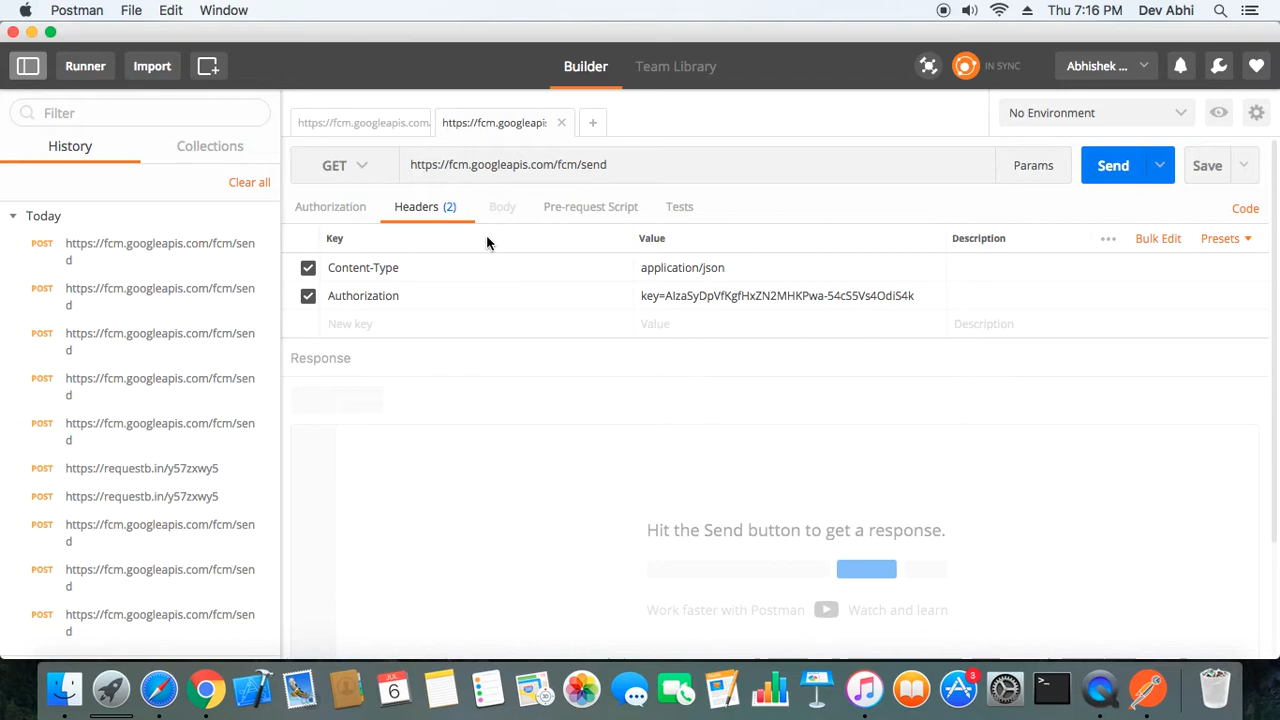 Postman File Edit Window Thu 7:16 PM Dev Abhi
Runner Import Builder Team Library IN SYNC Abhishek ...
Filter
https://fcm.googleapis.com, https://fcm.googleapi: No Environment
History Collections
GET https://fcm.googleapis.com/fcm/send Params Send Save
Clear all
Authorization Headers (2) Body Pre-request Script Tests Code
Today
Key Value Description Bulk Edit Presets
Content-Type application/json
Authorization key=AIzaSyDpVfKgfHxZN2MHKPwa-54cS5Vs4OdiS4k
New key Value Description
Response
POST https://fcm.googleapis.com/fcm/sen
d
POST https://fcm.googleapis.com/fcm/sen
d
POST https://fcm.googleapis.com/fcm/sen
d
POST https://fcm.googleapis.com/fcm/sen
d
POST https://fcm.googleapis.com/fcm/sen
d
POST https://requestb.in/y57zxwy5
POST https://requestb.in/y57zxwy5
POST https://fcm.googleapis.com/fcm/sen
d
POST https://fcm.googleapis.com/fcm/sen
d
POST https://fcm.googleapis.com/fcm/sen
d
Hit the Send button to get a response.
Work faster with Postman Watch and learn
JUL
6
3